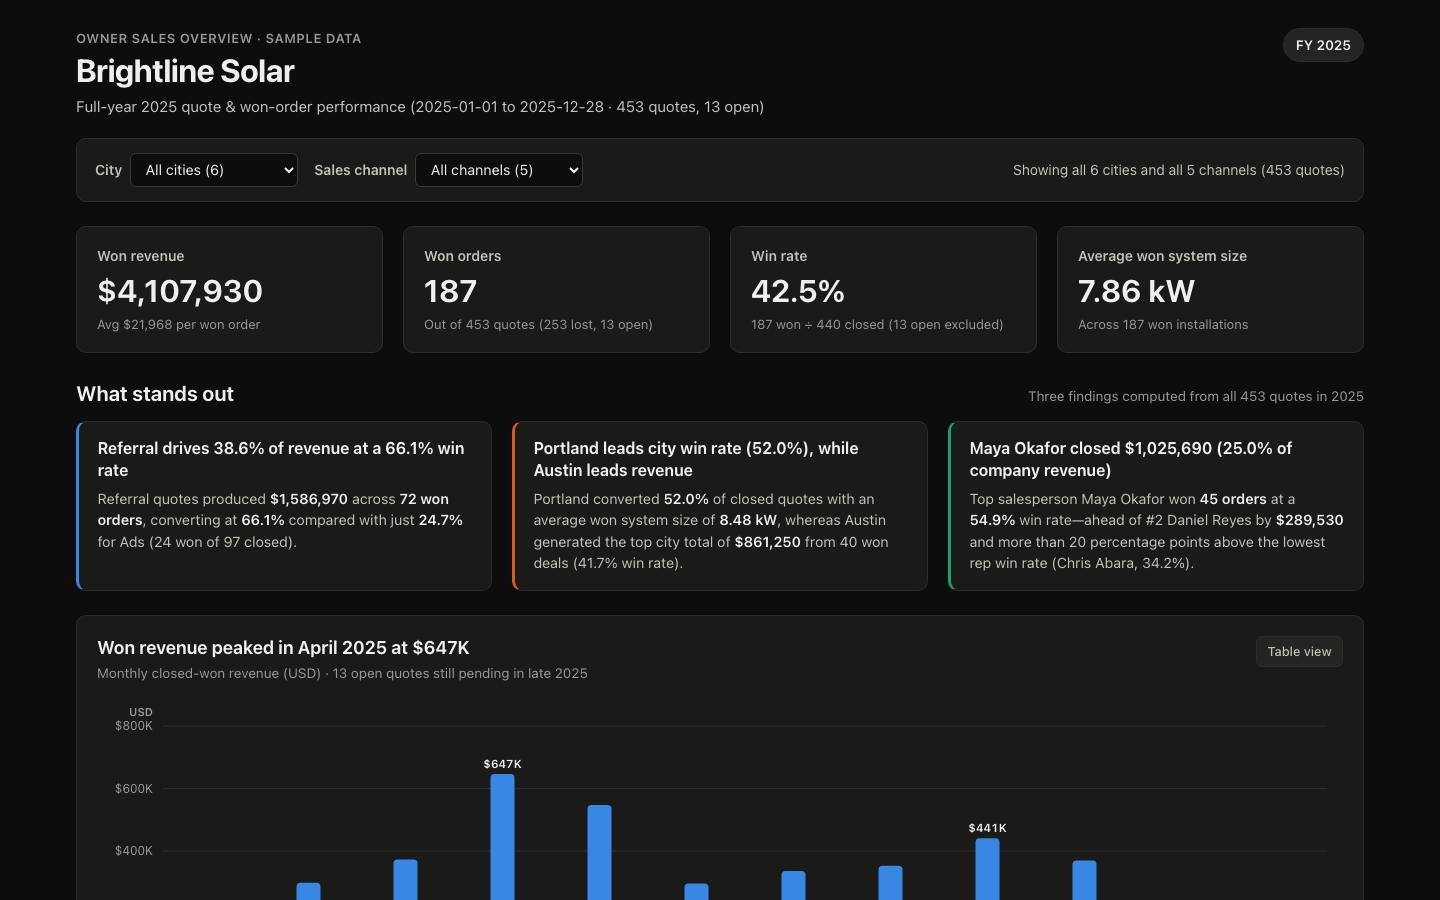 OWNER SALES OVERVIEW · SAMPLE DATA
Brightline Solar
Full-year 2025 quote & won-order performance (2025-01-01 to 2025-12-28 · 453 quotes, 13 open)
FY 2025
City
All cities (6)
Sales channel
All channels (5)
Showing all 6 cities and all 5 channels (453 quotes)
Won revenue
$4,107,930
Avg $21,968 per won order
Won orders
187
Out of 453 quotes (253 lost, 13 open)
Win rate
42.5%
187 won ÷ 440 closed (13 open excluded)
Average won system size
7.86 kW
Across 187 won installations
What stands out
Three findings computed from all 453 quotes in 2025
Referral drives 38.6% of revenue at a 66.1% win
rate
Referral quotes produced $1,586,970 across 72 won
orders, converting at 66.1% compared with just 24.7%
for Ads (24 won of 97 closed).
Portland leads city win rate (52.0%), while
Austin leads revenue
Portland converted 52.0% of closed quotes with an
average won system size of 8.48 kW, whereas Austin
generated the top city total of $861,250 from 40 won
deals (41.7% win rate).
Maya Okafor closed $1,025,690 (25.0% of
company revenue)
Top salesperson Maya Okafor won 45 orders at a
54.9% win rate—ahead of #2 Daniel Reyes by $289,530
and more than 20 percentage points above the lowest
rep win rate (Chris Abara, 34.2%).
Won revenue peaked in April 2025 at $647K
Monthly closed-won revenue (USD) · 13 open quotes still pending in late 2025
Table view
USD
$800K
$647K
$600K
$441K
$400K